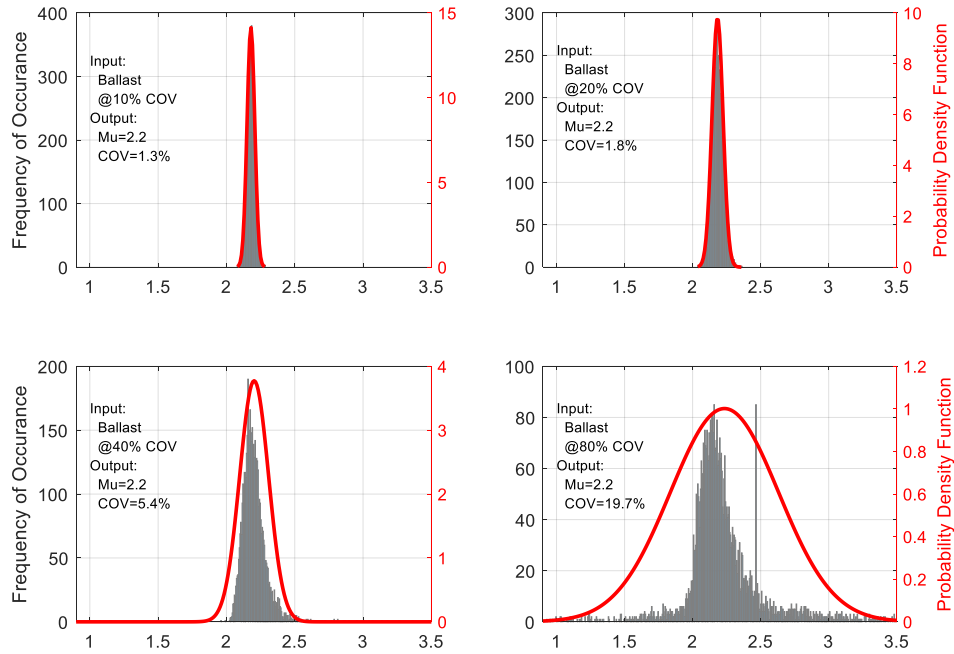 400
300
200
100
0
Frequency of Occurance
Input:
Ballast
@10% COV
Output:
Mu=2.2
COV=1.3%
15
10
5
0
1 1.5 2 2.5 3 3.5
300
250
200
150
100
50
0
Input:
Ballast
@20% COV
Output:
Mu=2.2
COV=1.8%
10
8
6
4
2
0
Probability Density Function
1 1.5 2 2.5 3 3.5
200
150
100
50
0
Frequency of Occurance
Input:
Ballast
@40% COV
Output:
Mu=2.2
COV=5.4%
4
3
2
1
0
1 1.5 2 2.5 3 3.5
100
80
60
40
20
0
Input:
Ballast
@80% COV
Output:
Mu=2.2
COV=19.7%
1.2
1
0.8
0.6
0.4
0.2
0
Probability Density Function
1 1.5 2 2.5 3 3.5